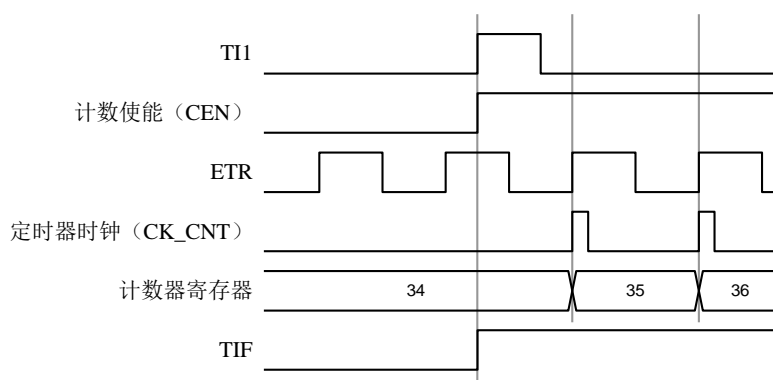 TI1
计数使能（CEN）
ETR
定时器时钟（CK_CNT）
计数器寄存器 34 35 36
TIF